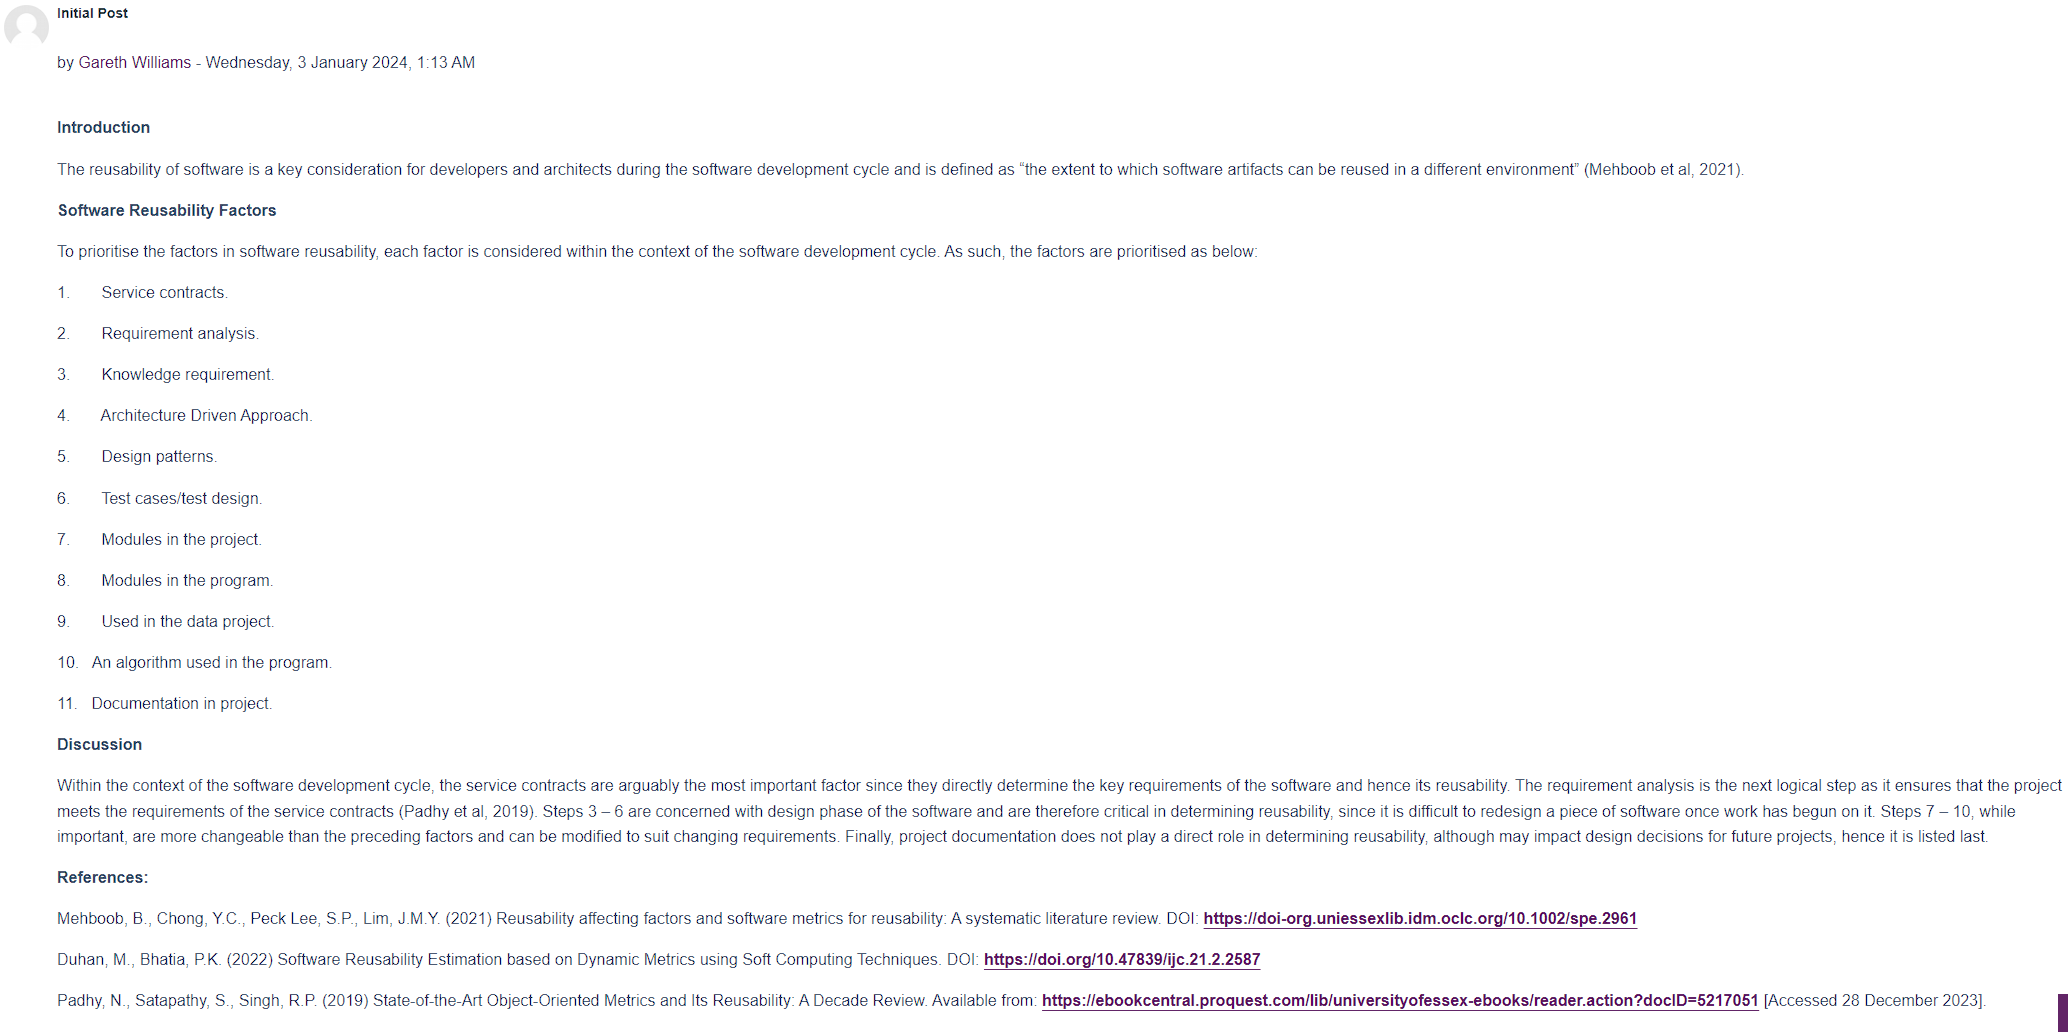 Initial Post
by Gareth Williams - Wednesday, 3 January 2024, 1:13 AM
Introduction
The reusability of software is a key consideration for developers and architects during the software development cycle and is defined as “the extent to which software artifacts can be reused in a different environment” (Mehboob et al, 2021).
Software Reusability Factors
To prioritise the factors in software reusability, each factor is considered within the context of the software development cycle. As such, the factors are prioritised as below:
1. Service contracts.
2. Requirement analysis.
3. Knowledge requirement.
4. Architecture Driven Approach.
5. Design patterns.
6. Test cases/test design.
7. Modules in the project.
8. Modules in the program.
9. Used in the data project.
10. An algorithm used in the program.
11. Documentation in project.
Discussion
Within the context of the software development cycle, the service contracts are arguably the most important factor since they directly determine the key requirements of the software and hence its reusability. The requirement analysis is the next logical step as it ensures that the project
meets the requirements of the service contracts (Padhy et al, 2019). Steps 3 – 6 are concerned with design phase of the software and are therefore critical in determining reusability, since it is difficult to redesign a piece of software once work has begun on it. Steps 7 – 10, while
important, are more changeable than the preceding factors and can be modified to suit changing requirements. Finally, project documentation does not play a direct role in determining reusability, although may impact design decisions for future projects, hence it is listed last.
References:
Mehboob, B., Chong, Y.C., Peck Lee, S.P., Lim, J.M.Y. (2021) Reusability affecting factors and software metrics for reusability: A systematic literature review. DOI: https://doi-org.uniessexlib.idm.oclc.org/10.1002/spe.2961
Duhan, M., Bhatia, P.K. (2022) Software Reusability Estimation based on Dynamic Metrics using Soft Computing Techniques. DOI: https://doi.org/10.47839/ijc.21.2.2587
Padhy, N., Satapathy, S., Singh, R.P. (2019) State-of-the-Art Object-Oriented Metrics and Its Reusability: A Decade Review. Available from: https://ebookcentral.proquest.com/lib/universityofessex-ebooks/reader.action?docID=5217051 [Accessed 28 December 2023].